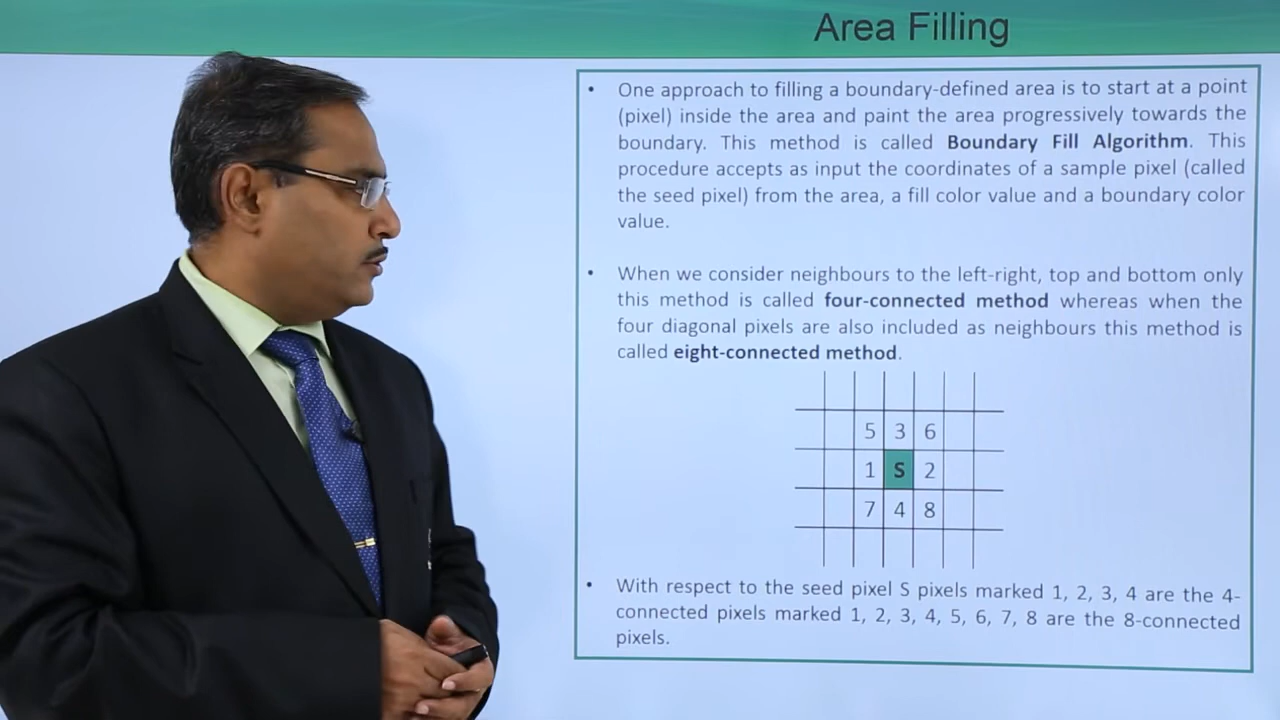 Area Filling
• One approach to filling a boundary-defined area is to start at a point
(pixel) inside the area and paint the area progressively towards the
boundary. This method is called Boundary Fill Algorithm. This
procedure accepts as input the coordinates of a sample pixel (called
the seed pixel) from the area, a fill color value and a boundary color
value.
• When we consider neighbours to the left-right, top and bottom only
this method is called four-connected method whereas when the
four diagonal pixels are also included as neighbours this method is
called eight-connected method.
5 3 6
1 S 2
7 4 8
• With respect to the seed pixel S pixels marked 1, 2, 3, 4 are the 4-
connected pixels marked 1, 2, 3, 4, 5, 6, 7, 8 are the 8-connected
pixels.